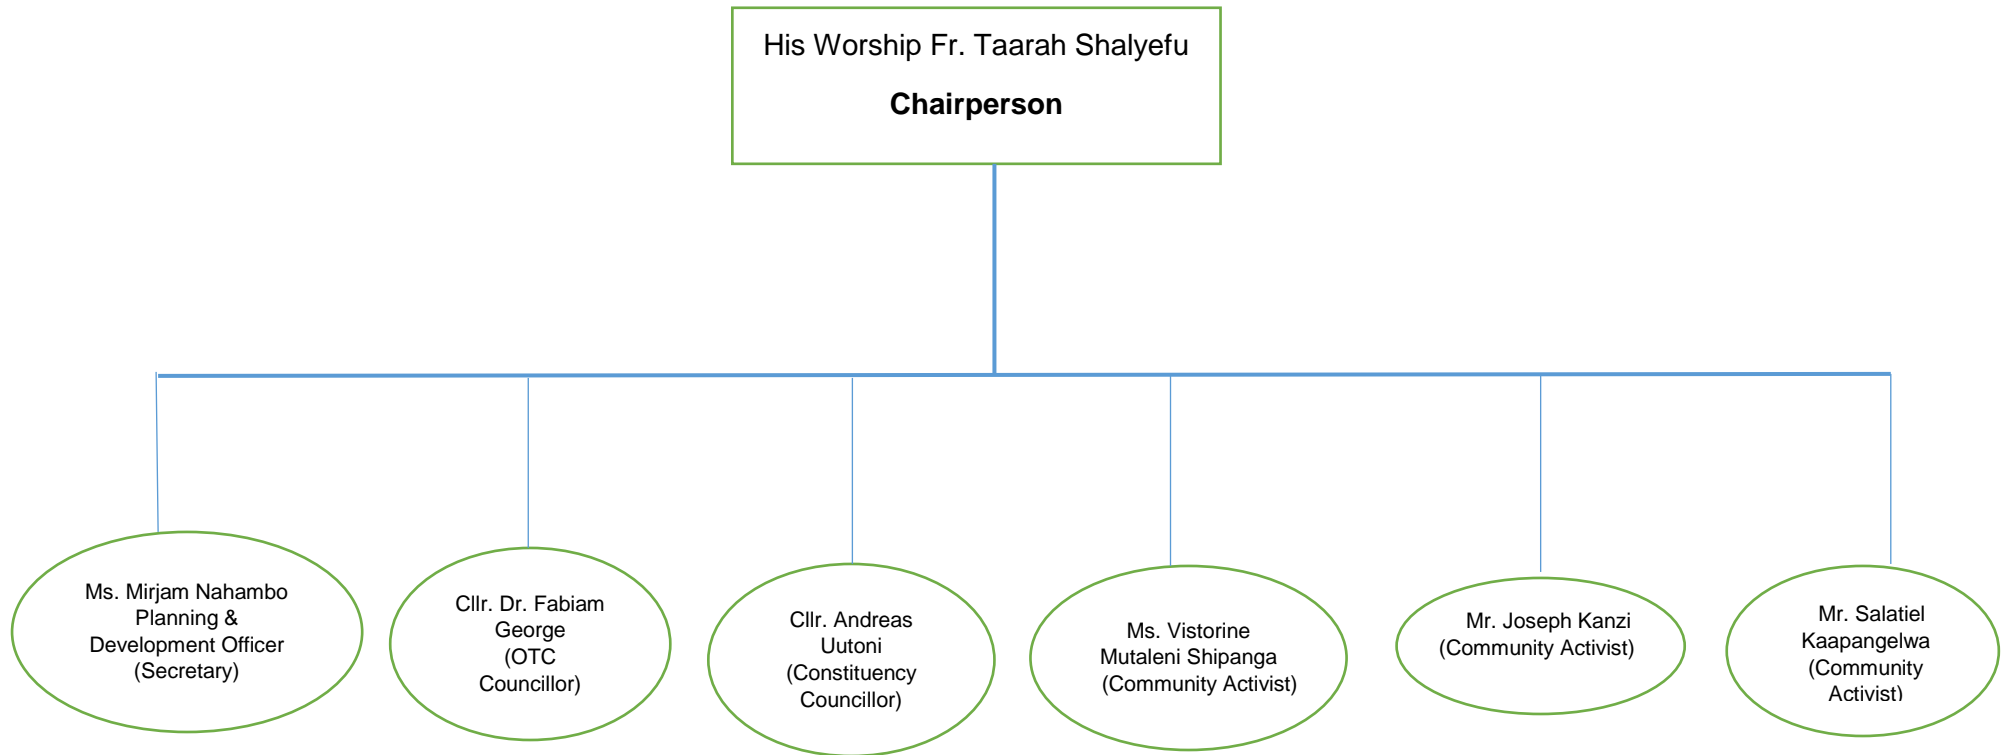 His Worship Fr. Taarah Shalyefu
Chairperson
Ms. Mirjam Nahambo
Planning &
Development Officer
(Secretary)
Cllr. Dr. Fabiam
George
(OTC
Councillor)
Cllr. Andreas
Uutoni
(Constituency
Councillor)
Ms. Vistorine
Mutaleni Shipanga
(Community Activist)
Mr. Joseph Kanzi
(Community Activist)
Mr. Salatiel
Kaapangelwa
(Community
Activist)